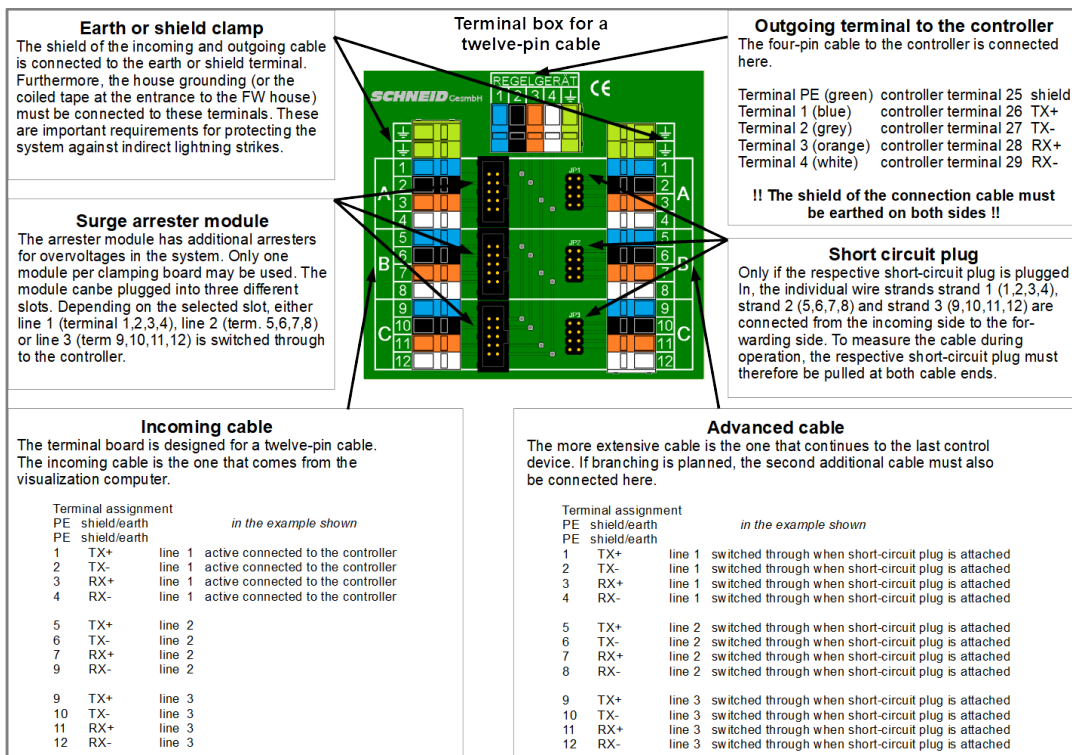 Earth or shield clamp
The shield of the incoming and outgoing cable
is connected to the earth or shield terminal.
Furthermore, the house grounding (or the
coiled tape at the entrance to the FW house)
must be connected to these terminals. These
are important requirements for protecting the
system against indirect lightning strikes.
Terminal box for a
twelve-pin cable
Outgoing terminal to the controller
The four-pin cable to the controller is connected
here.
Terminal PE (green) controller terminal 25 shield
Terminal 1 (blue) controller terminal 26 TX+
Terminal 2 (grey) controller terminal 27 TX-
Terminal 3 (orange) controller terminal 28 RX+
Terminal 4 (white) controller terminal 29 RX-
!! The shield of the connection cable must
be earthed on both sides !!
Surge arrester module
The arrester module has additional arresters
for overvoltages in the system. Only one
module per clamping board may be used. The
module canbe plugged into three different
slots. Depending on the selected slot, either
line 1 (terminal 1,2,3,4), line 2 (term. 5,6,7,8)
or line 3 (term 9,10,11,12) is switched through
to the controller.
SCHNEID GesmbH
REGELGERÄT
1 2 3 4
CE
A
1
2
3
4
B
5
6
7
8
C
9
10
11
12
JP1
JP2
JP3
1
2
3
4
A
5
6
7
8
B
9
10
11
12
C
Short circuit plug
Only if the respective short-circuit plug is plugged
In, the individual wire strands strand 1 (1,2,3,4),
strand 2 (5,6,7,8) and strand 3 (9,10,11,12) are
connected from the incoming side to the for-
warding side. To measure the cable during
operation, the respective short-circuit plug must
therefore be pulled at both cable ends.
Incoming cable
The terminal board is designed for a twelve-pin cable.
The incoming cable is the one that comes from the
visualization computer.
Terminal assignment
PE shield/earth in the example shown
PE shield/earth
1 TX+ line 1 active connected to the controller
2 TX- line 1 active connected to the controller
3 RX+ line 1 active connected to the controller
4 RX- line 1 active connected to the controller
5 TX+ line 2
6 TX- line 2
7 RX+ line 2
9 RX- line 2
9 TX+ line 3
10 TX- line 3
11 RX+ line 3
12 RX- line 3
Advanced cable
The more extensive cable is the one that continues to the last control
device. If branching is planned, the second additional cable must also
be connected here.
Terminal assignment
PE shield/earth in the example shown
PE shield/earth
1 TX+ line 1 switched through when short-circuit plug is attached
2 TX- line 1 switched through when short-circuit plug is attached
3 RX+ line 1 switched through when short-circuit plug is attached
4 RX- line 1 switched through when short-circuit plug is attached
5 TX+ line 2 switched through when short-circuit plug is attached
6 TX- line 2 switched through when short-circuit plug is attached
7 RX+ line 2 switched through when short-circuit plug is attached
8 RX- line 2 switched through when short-circuit plug is attached
9 TX+ line 3 switched through when short-circuit plug is attached
10 TX- line 3 switched through when short-circuit plug is attached
11 RX+ line 3 switched through when short-circuit plug is attached
12 RX- line 3 switched through when short-circuit plug is attached